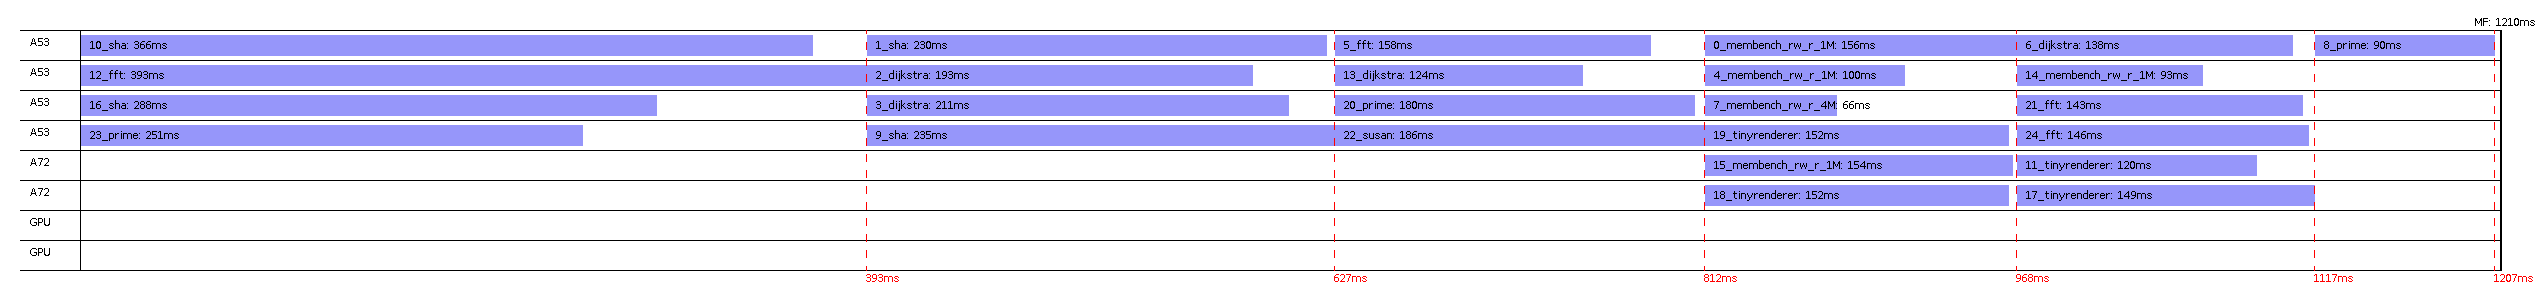 MF: 1210ms
A53 10_sha: 366ms 1_sha: 230ms 5_fft: 158ms 0_membench_rw_r_1M: 156ms 6_dijkstra: 138ms 8_prime: 90ms
A53 12_fft: 393ms 2_dijkstra: 193ms 13_dijkstra: 124ms 4_membench_rw_r_1M: 100ms 14_membench_rw_r_1M: 93ms
A53 16_sha: 288ms 3_dijkstra: 211ms 20_prime: 180ms 7_membench_rw_r_4M: 66ms 21_fft: 143ms
A53 23_prime: 251ms 9_sha: 235ms 22_susan: 186ms 19_tinyrenderer: 152ms 24_fft: 146ms
A72 15_membench_rw_r_1M: 154ms 11_tinyrenderer: 120ms
A72 18_tinyrenderer: 152ms 17_tinyrenderer: 149ms
GPU
GPU
393ms 627ms 812ms 968ms 1117ms 1207ms